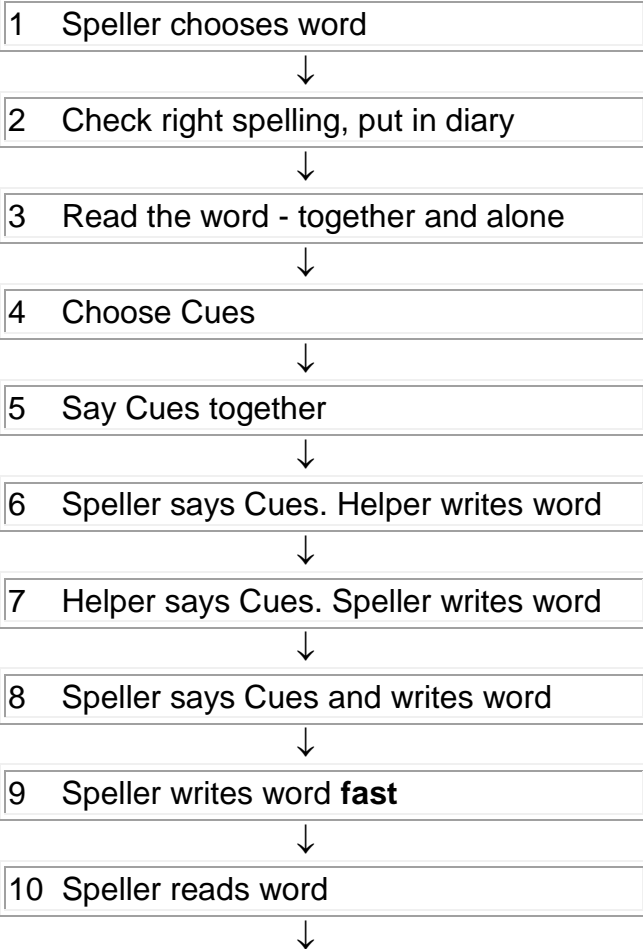 1 Speller chooses word
↓
2 Check right spelling, put in diary
↓
3 Read the word - together and alone
↓
4 Choose Cues
↓
5 Say Cues together
↓
6 Speller says Cues. Helper writes word
↓
7 Helper says Cues. Speller writes word
↓
8 Speller says Cues and writes word
↓
9 Speller writes word fast
↓
10 Speller reads word
↓